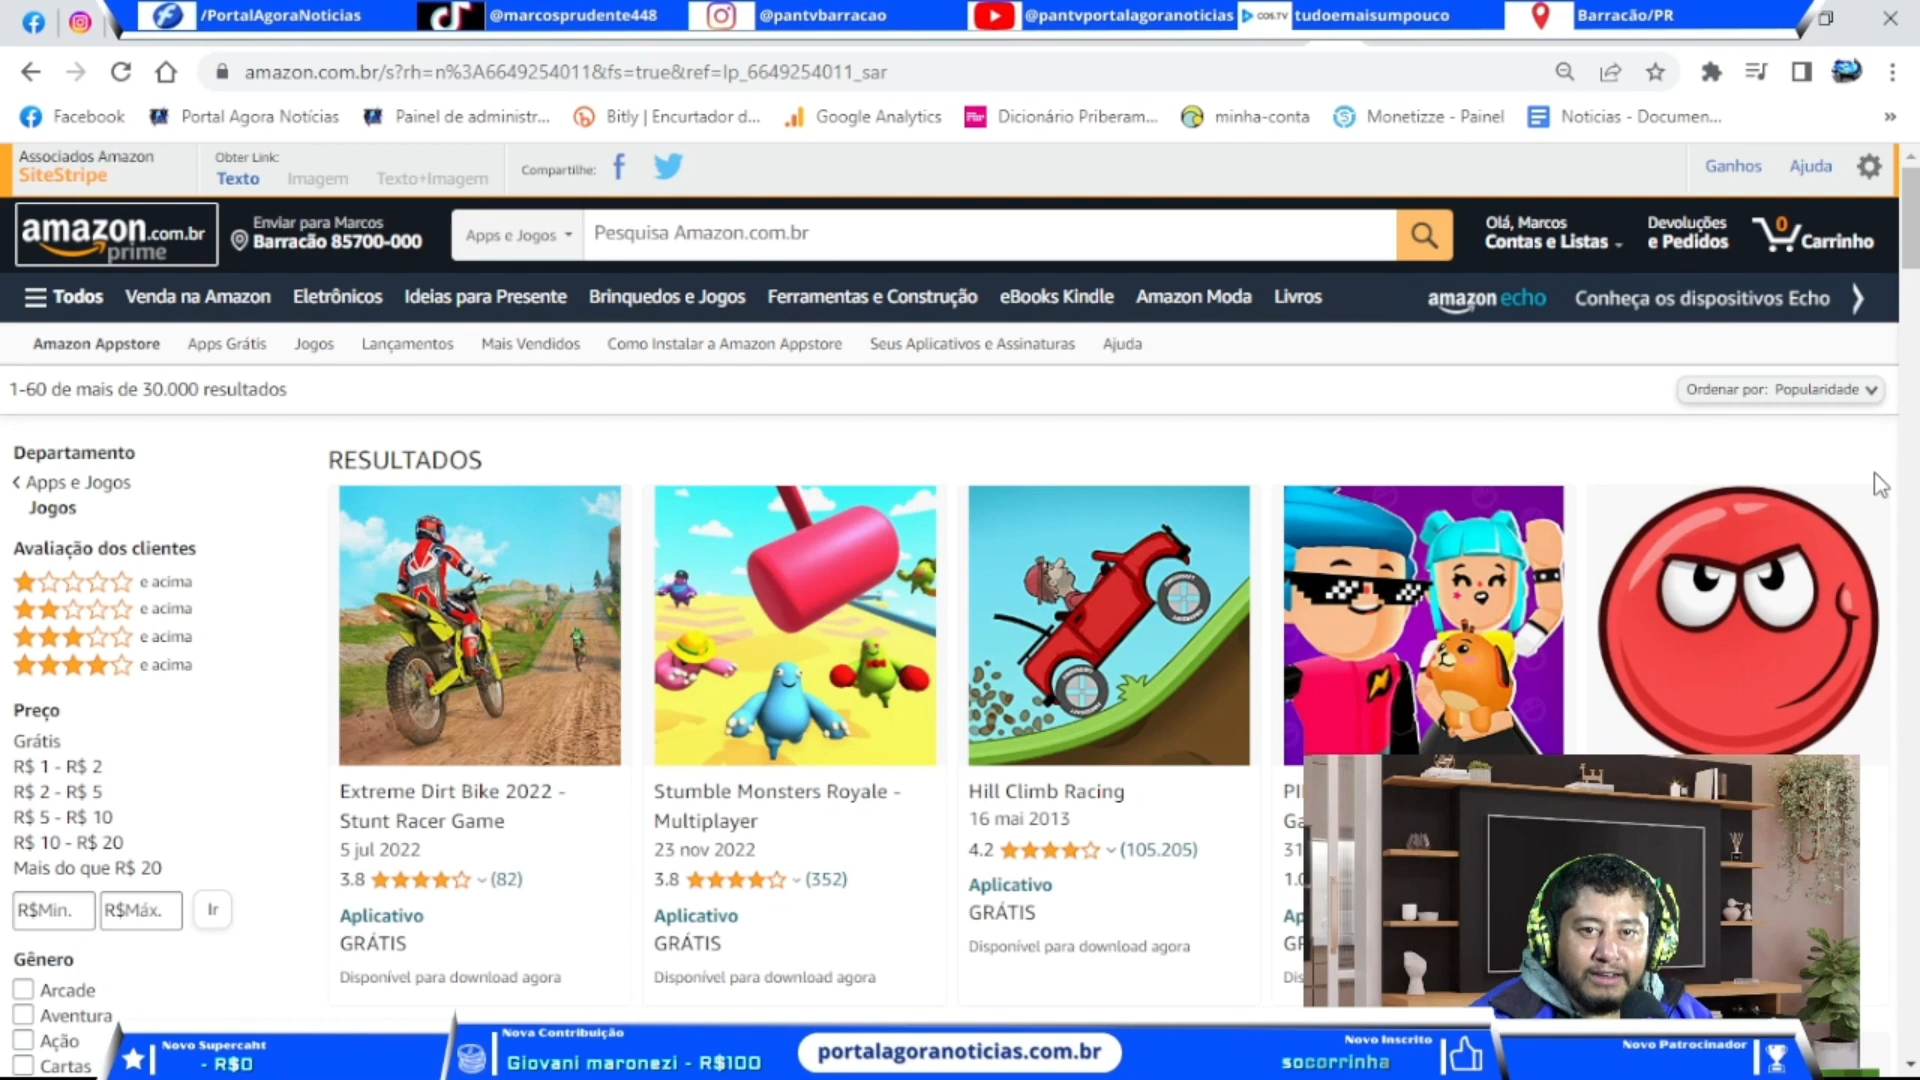 /PortalAgoraNoticias
@marcosprudente448
@pantvbarracao
@pantvportalagoranoticias
COS.TV
tudoemaisumpouco
Barracão/PR
amazon.com.br/s?rh=n%3A6649254011&fs=true&ref=lp_6649254011_sar
Facebook
Portal Agora Notícias
Painel de administr...
Bitly | Encurtador d...
Google Analytics
Dicionário Priberam...
minha-conta
Monetizze - Painel
Noticias - Documen...
»
Associados Amazon
SiteStripe
Obter Link:
Texto Imagem Texto+Imagem
Compartilhe:
Ganhos Ajuda
amazon.com.br
prime
Enviar para Marcos
Barracão 85700-000
Apps e Jogos
Pesquisa Amazon.com.br
Olá, Marcos
Contas e Listas
Devoluções
e Pedidos
0
Carrinho
Todos Venda na Amazon Eletrônicos Ideias para Presente Brinquedos e Jogos Ferramentas e Construção eBooks Kindle Amazon Moda Livros
amazon echo Conheça os dispositivos Echo
Amazon Appstore Apps Grátis Jogos Lançamentos Mais Vendidos Como Instalar a Amazon Appstore Seus Aplicativos e Assinaturas Ajuda
1-60 de mais de 30.000 resultados
Ordenar por: Popularidade
Departamento
Apps e Jogos
Jogos
Avaliação dos clientes
e acima
e acima
e acima
e acima
Preço
Grátis
R$ 1 - R$ 2
R$ 2 - R$ 5
R$ 5 - R$ 10
R$ 10 - R$ 20
Mais do que R$ 20
R$Mín. R$Máx. Ir
Gênero
Arcade
Aventura
Ação
Cartas
RESULTADOS
Extreme Dirt Bike 2022 -
Stunt Racer Game
5 jul 2022
3.8 (82)
Aplicativo
GRÁTIS
Disponível para download agora
Stumble Monsters Royale -
Multiplayer
23 nov 2022
3.8 (352)
Aplicativo
GRÁTIS
Disponível para download agora
Hill Climb Racing
16 mai 2013
4.2 (105.205)
Aplicativo
GRÁTIS
Disponível para download agora
Novo Supercaht
- R$0
Nova Contribuição
Giovani maronezi - R$100
portalagoranoticias.com.br
Novo Inscrito
socorrinha
Novo Patrocinador